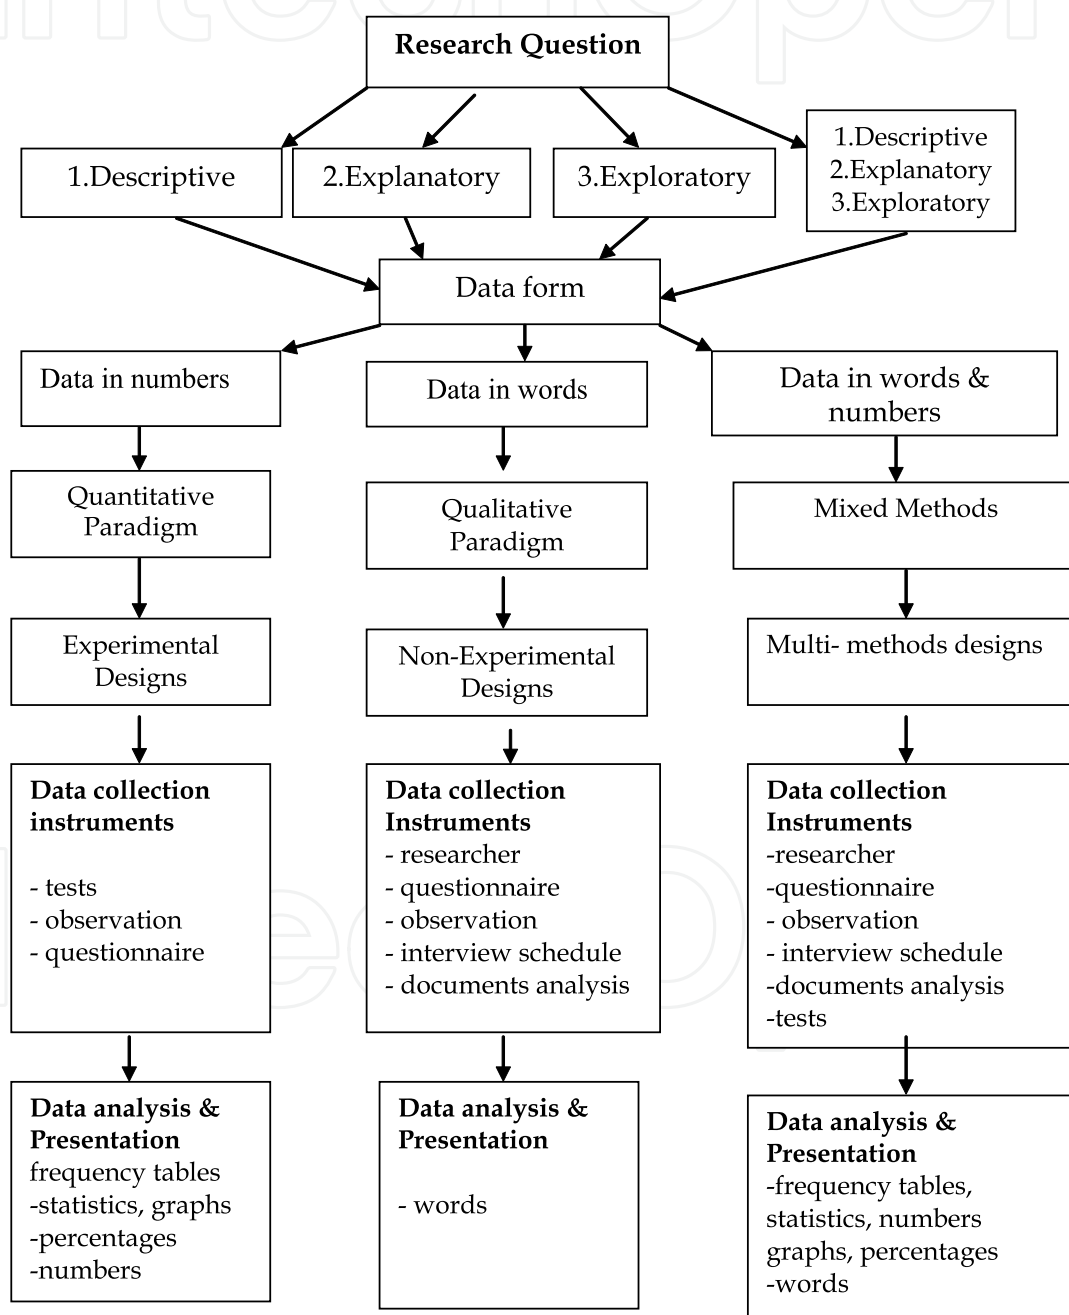 Research Question
1.Descriptive
2.Explanatory
3.Exploratory
1.Descriptive
2.Explanatory
3.Exploratory
Data form
Data in numbers
Data in words
Data in words &
numbers
Quantitative
Paradigm
Qualitative
Paradigm
Mixed Methods
Experimental
Designs
Non-Experimental
Designs
Multi- methods designs
Data collection
instruments
- tests
- observation
- questionnaire
Data collection
Instruments
- researcher
- questionnaire
- observation
- interview schedule
- documents analysis
Data collection
Instruments
-researcher
-questionnaire
- observation
- interview schedule
-documents analysis
-tests
Data analysis &
Presentation
frequency tables
-statistics, graphs
-percentages
-numbers
Data analysis &
Presentation
- words
Data analysis &
Presentation
-frequency tables,
statistics, numbers
graphs, percentages
-words